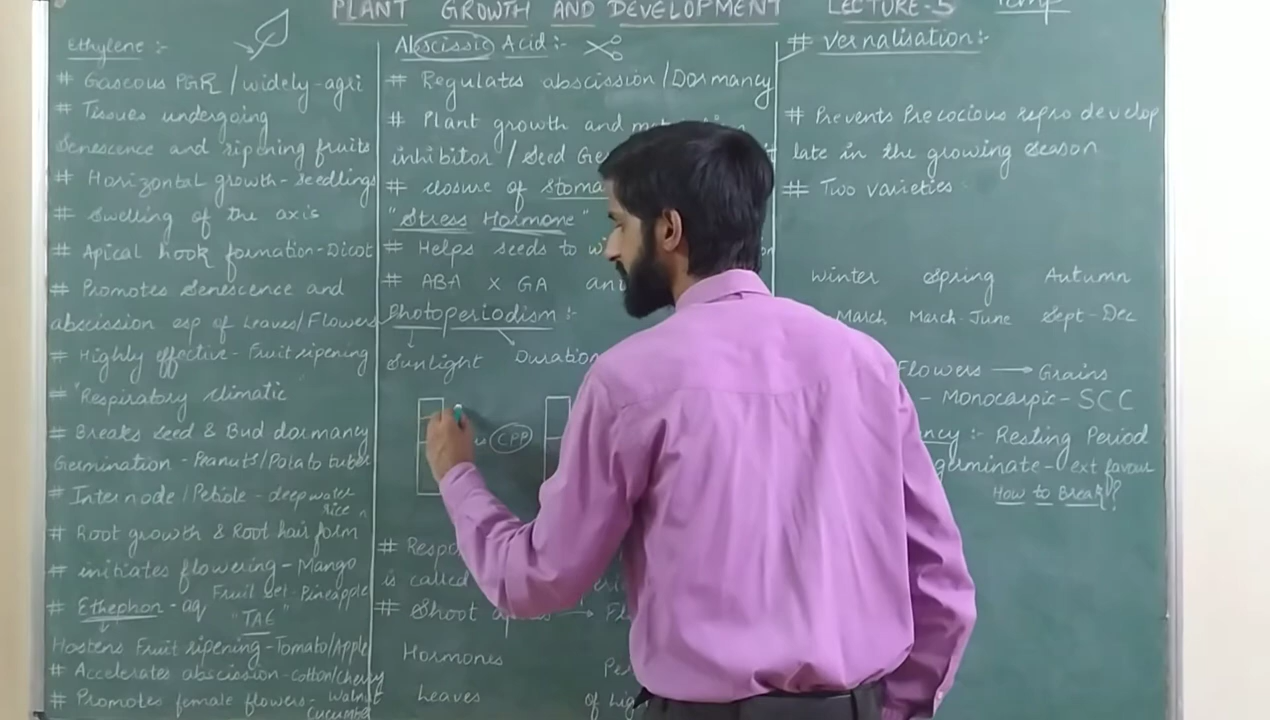 PLANT GROWTH AND DEVELOPMENT LECTURE-5 Temp
Ethylene :-
# Gaseous PGR / widely-agri
# Tissues undergoing
Senescence and ripening fruits
# Horizontal growth-seedlings
# Swelling of the axis
# Apical hook formation-Dicot
# Promotes Senescence and
abscission esp of Leaves/Flowers
# Highly effective - Fruit ripening
# "Respiratory climatic"
# Breaks seed & Bud dormancy
Germination - Peanuts/Potato tuber
# Internode/Petiole - deepwater
rice
# Root growth & Root hair form
# initiates flowering - Mango
Fruit set-Pineapple
# Ethephon - aq "TAE"
Hastens Fruit ripening-Tomato/Apple
# Accelerates abscission-cotton/cherry
walnut
# Promotes female flowers-
cucumber
Abscissic Acid :-
# Regulates abscission/Dormancy
# Plant growth and
inhibitor / Seed
# closure of
"Stress Hormone"
# Helps seeds to
# ABA x GA
Photoperiodism :-
Sunlight Duration
CPP
#
is called
# Shoot →
Hormones
Leaves of
# Vernalisation :-
# Prevents Precocious repro develop
late in the growing season
# Two varieties
Winter Spring Autumn
March March-June Sept-Dec
Flowers → Grains
- Monocarpic - SCC
:- Resting Period
germinate - ext favour
How to Break?